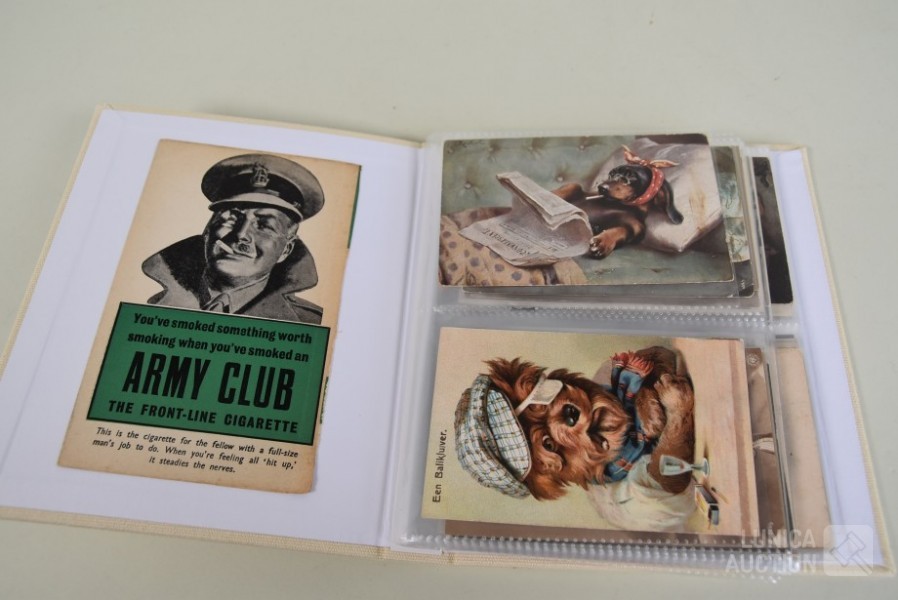 You've smoked something worth
smoking when you've smoked an
ARMY CLUB
THE FRONT-LINE CIGARETTE
This is the cigarette for the fellow with a full-size
man's job to do. When you're feeling all 'hit up,'
it steadies the nerves.
Een Balikluiver.
LUNICA
AUCTION